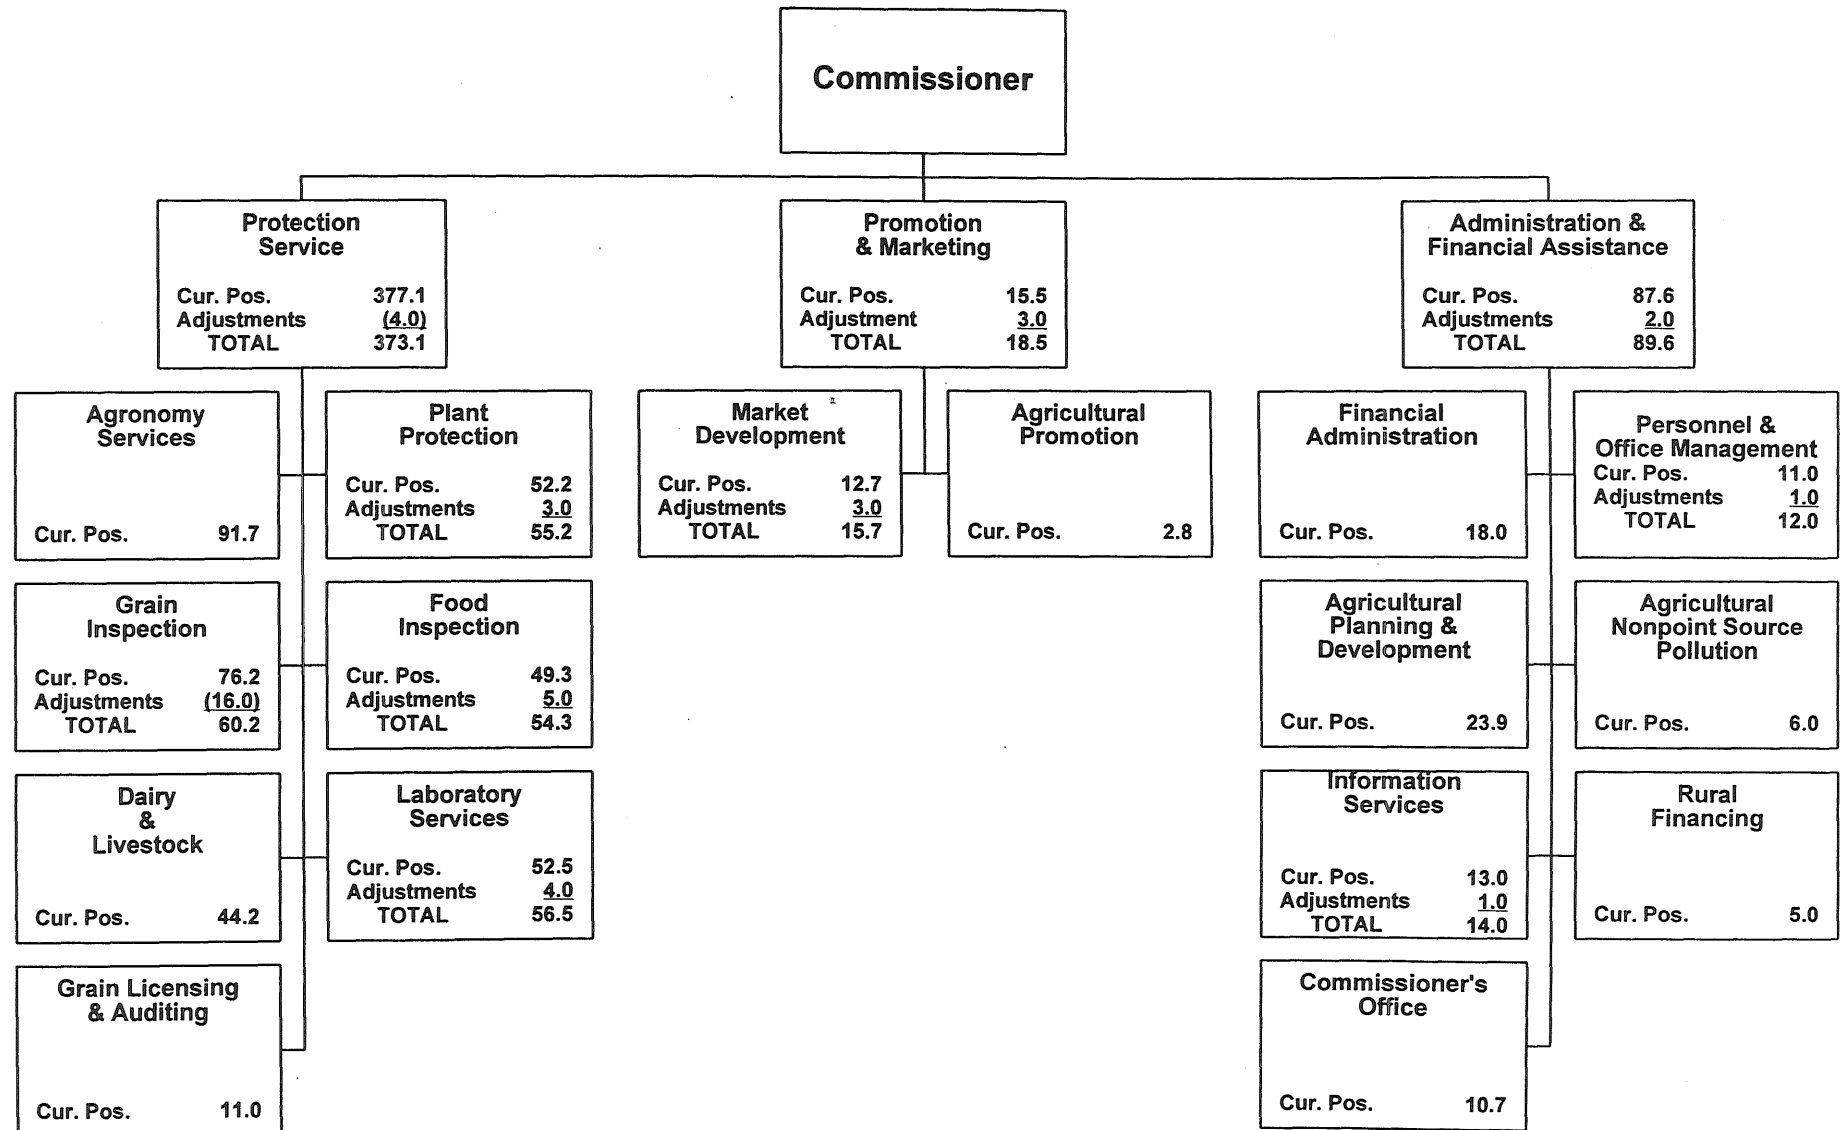 Commissioner
Protection
Service
Cur. Pos. 377.1
Adjustments (4.0)
TOTAL 373.1
Promotion
& Marketing
Cur. Pos. 15.5
Adjustment 3.0
TOTAL 18.5
Administration &
Financial Assistance
Cur. Pos. 87.6
Adjustments 2.0
TOTAL 89.6
Agronomy
Services
Cur. Pos. 91.7
Plant
Protection
Cur. Pos. 52.2
Adjustments 3.0
TOTAL 55.2
Market
Development
Cur. Pos. 12.7
Adjustments 3.0
TOTAL 15.7
Agricultural
Promotion
Cur. Pos. 2.8
Financial
Administration
Cur. Pos. 18.0
Personnel &
Office Management
Cur. Pos. 11.0
Adjustments 1.0
TOTAL 12.0
Grain
Inspection
Cur. Pos. 76.2
Adjustments (16.0)
TOTAL 60.2
Food
Inspection
Cur. Pos. 49.3
Adjustments 5.0
TOTAL 54.3
Agricultural
Planning &
Development
Cur. Pos. 23.9
Agricultural
Nonpoint Source
Pollution
Cur. Pos. 6.0
Dairy
&
Livestock
Cur. Pos. 44.2
Laboratory
Services
Cur. Pos. 52.5
Adjustments 4.0
TOTAL 56.5
Information
Services
Cur. Pos. 13.0
Adjustments 1.0
TOTAL 14.0
Rural
Financing
Cur. Pos. 5.0
Grain Licensing
& Auditing
Cur. Pos. 11.0
Commissioner's
Office
Cur. Pos. 10.7